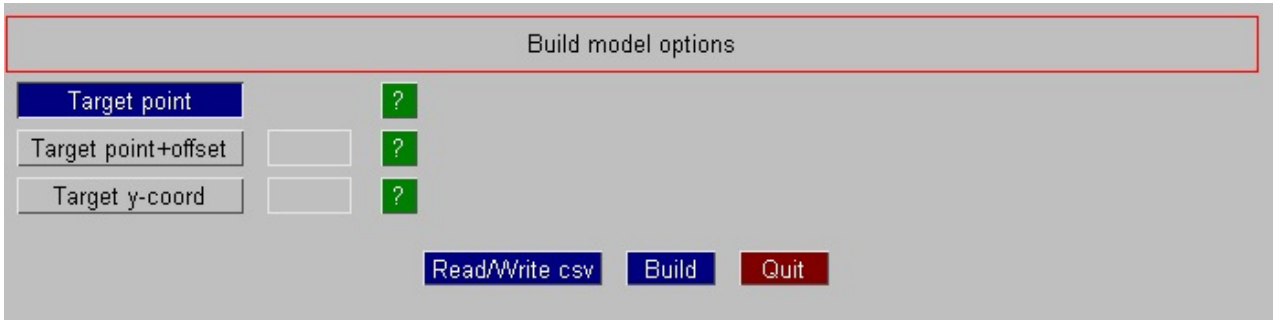 Build model options
Target point ?
Target point+offset ?
Target y-coord ?
Read/Write csv Build Quit